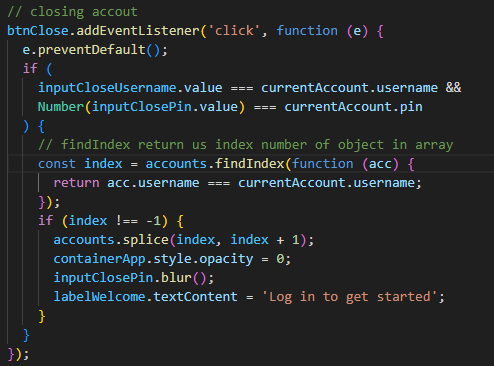 // closing accout
btnClose.addEventListener('click', function (e) {
  e.preventDefault();
  if (
    inputCloseUsername.value === currentAccount.username &&
    Number(inputClosePin.value) === currentAccount.pin
  ) {
    // findIndex return us index number of object in array
    const index = accounts.findIndex(function (acc) {
      return acc.username === currentAccount.username;
    });
    if (index !== -1) {
      accounts.splice(index, index + 1);
      containerApp.style.opacity = 0;
      inputClosePin.blur();
      labelWelcome.textContent = 'Log in to get started';
    }
  }
});